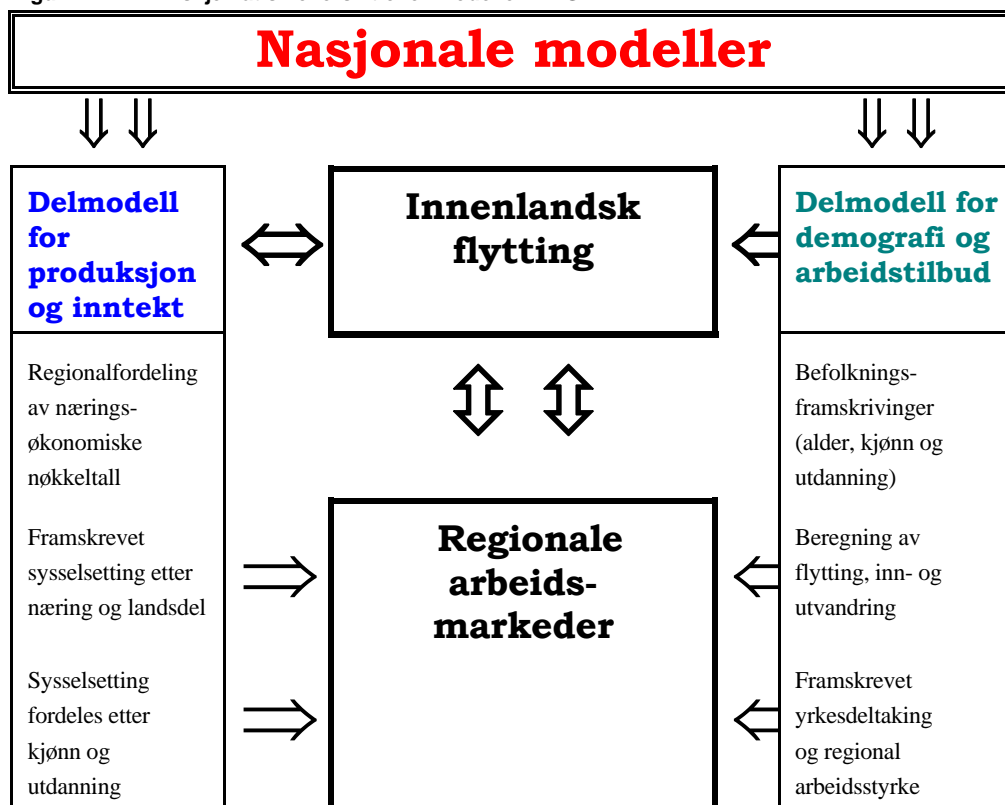 Nasjonale modeller
Delmodell
for
produksjon
og inntekt
Regionalfordeling
av nærings-
økonomiske
nøkkeltall
Framskrevet
sysselsetting etter
næring og landsdel
Sysselsetting
fordeles etter
kjønn og
utdanning
Innenlandsk
flytting
Regionale
arbeids-
markeder
Delmodell for
demografi og
arbeidstilbud
Befolknings-
framskrivinger
(alder, kjønn og
utdanning)
Beregning av
flytting, inn- og
utvandring
Framskrevet
yrkesdeltaking
og regional
arbeidsstyrke